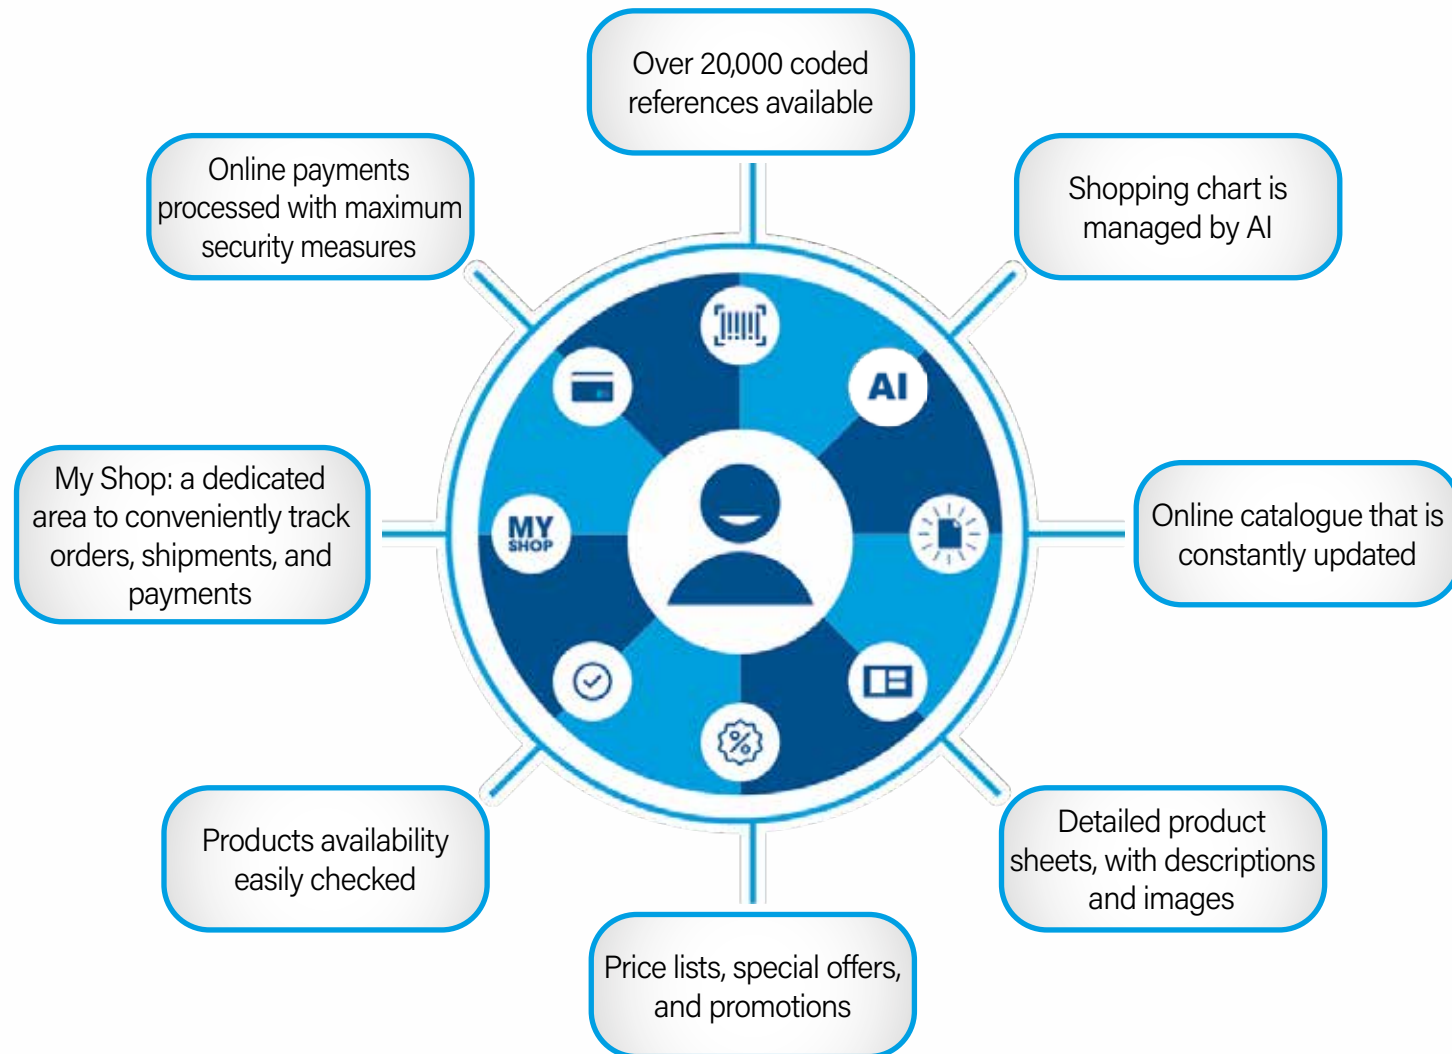 Over 20,000 coded
references available
Online payments
processed with maximum
security measures
Shopping chart is
managed by AI
AI
My Shop: a dedicated
area to conveniently track
orders, shipments, and
payments
MY
SHOP
Online catalogue that is
constantly updated
%
Products availability
easily checked
Detailed product
sheets, with descriptions
and images
Price lists, special offers,
and promotions